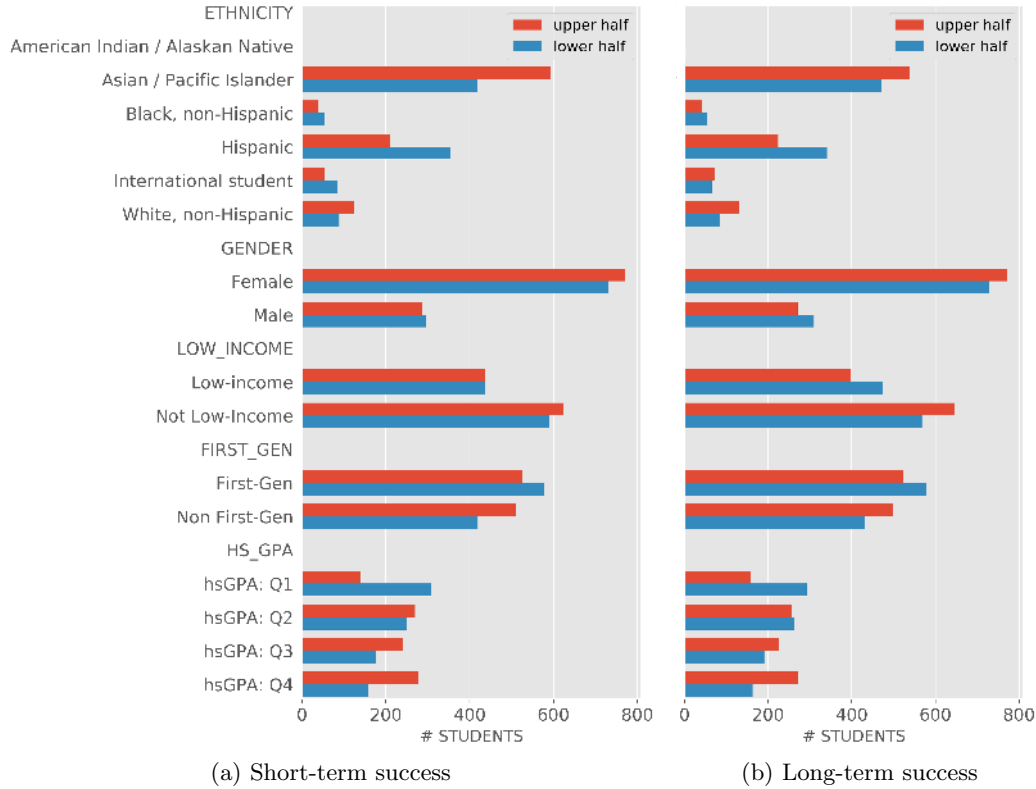 ETHNICITY
American Indian / Alaskan Native
Asian / Pacific Islander
Black, non-Hispanic
Hispanic
International student
White, non-Hispanic
GENDER
Female
Male
LOW_INCOME
Low-income
Not Low-Income
FIRST_GEN
First-Gen
Non First-Gen
HS_GPA
hsGPA: Q1
hsGPA: Q2
hsGPA: Q3
hsGPA: Q4
upper half
lower half
0 200 400 600 800
# STUDENTS
(a) Short-term success
upper half
lower half
0 200 400 600 800
# STUDENTS
(b) Long-term success